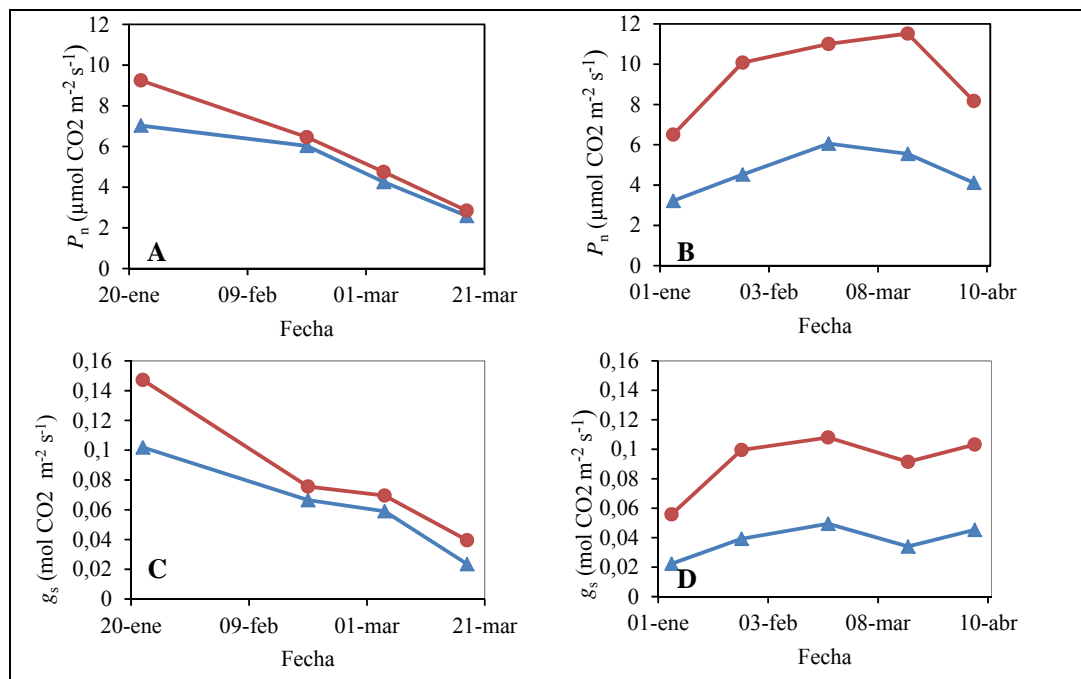 12
10
8
6
4
2
0
P_n (µmol CO2 m⁻² s⁻¹)
A
20-ene 09-feb 01-mar 21-mar
Fecha
12
10
8
6
4
2
0
P_n (µmol CO2 m⁻² s⁻¹)
B
01-ene 03-feb 08-mar 10-abr
Fecha
0,16
0,14
0,12
0,1
0,08
0,06
0,04
0,02
0
g_s (mol CO2 m⁻² s⁻¹)
C
20-ene 09-feb 01-mar 21-mar
Fecha
0,16
0,14
0,12
0,1
0,08
0,06
0,04
0,02
0
g_s (mol CO2 m⁻² s⁻¹)
D
01-ene 03-feb 08-mar 10-abr
Fecha